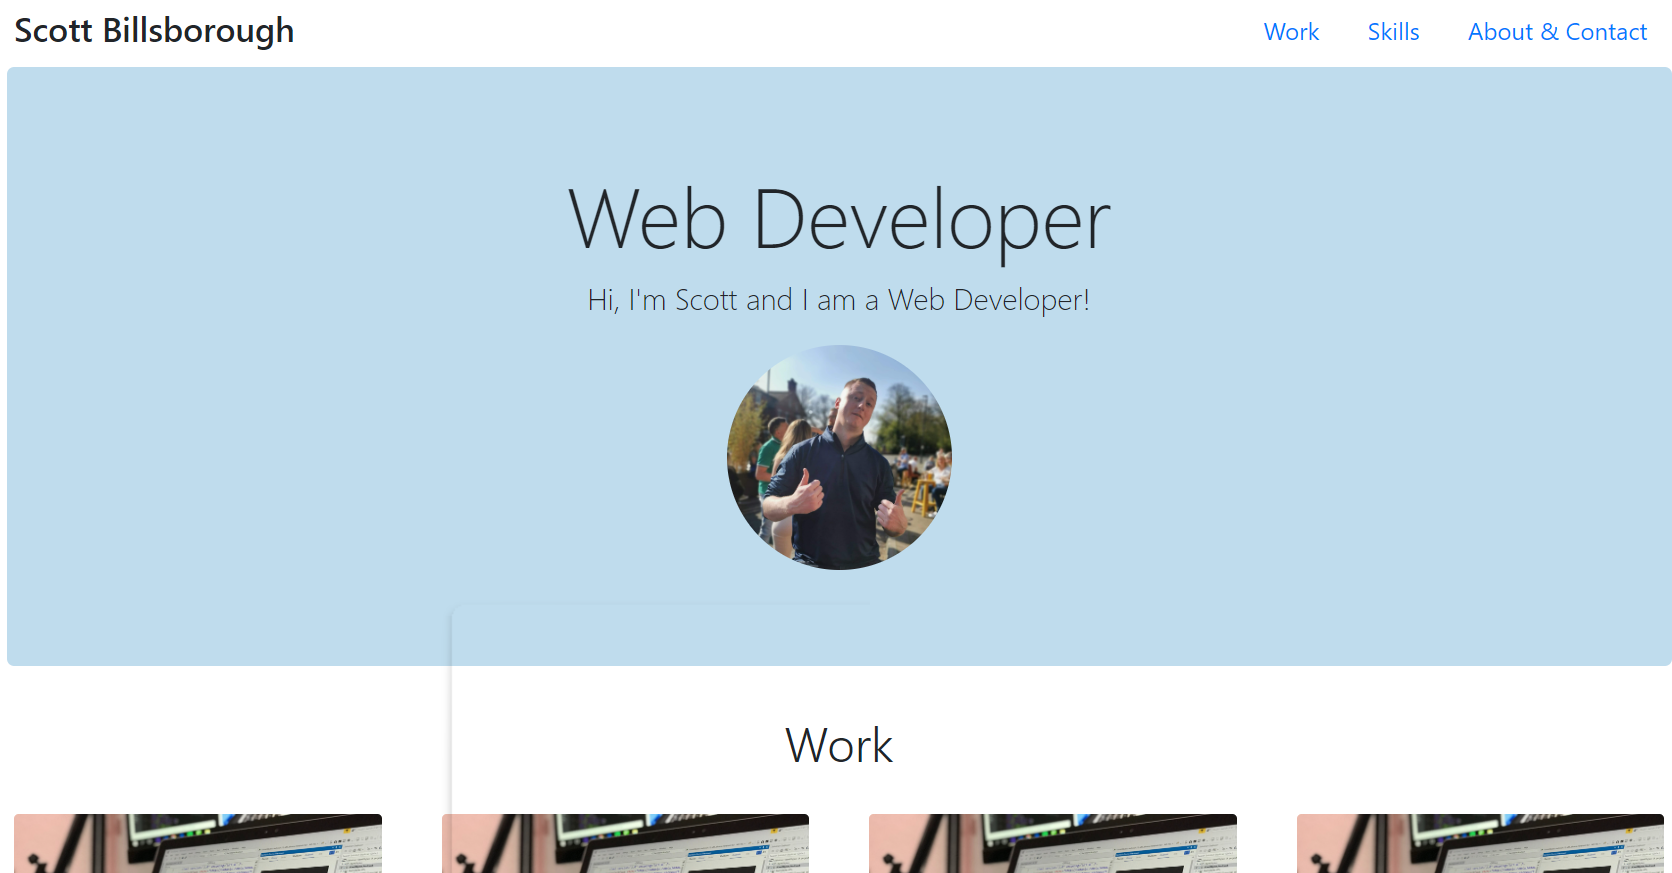 Scott Billsborough
Work Skills About & Contact
Web Developer
Hi, I'm Scott and I am a Web Developer!
Work